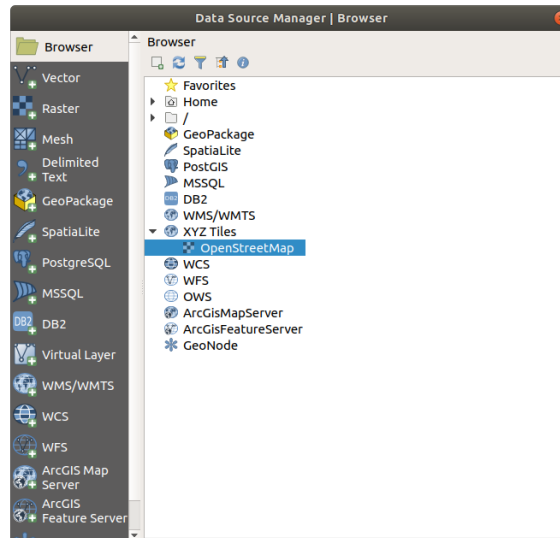 Data Source Manager | Browser
Browser
Vector
Raster
Mesh
Delimited
Text
GeoPackage
SpatiaLite
PostgreSQL
MSSQL
DB2
DB2
Virtual Layer
WMS/WMTS
WCS
WFS
ArcGIS Map
Server
ArcGIS
Feature Server
Browser
Favorites
Home
/
GeoPackage
SpatiaLite
PostGIS
MSSQL
DB2
DB2
WMS/WMTS
XYZ Tiles
OpenStreetMap
WCS
WFS
OWS
ArcGisMapServer
ArcGisFeatureServer
GeoNode